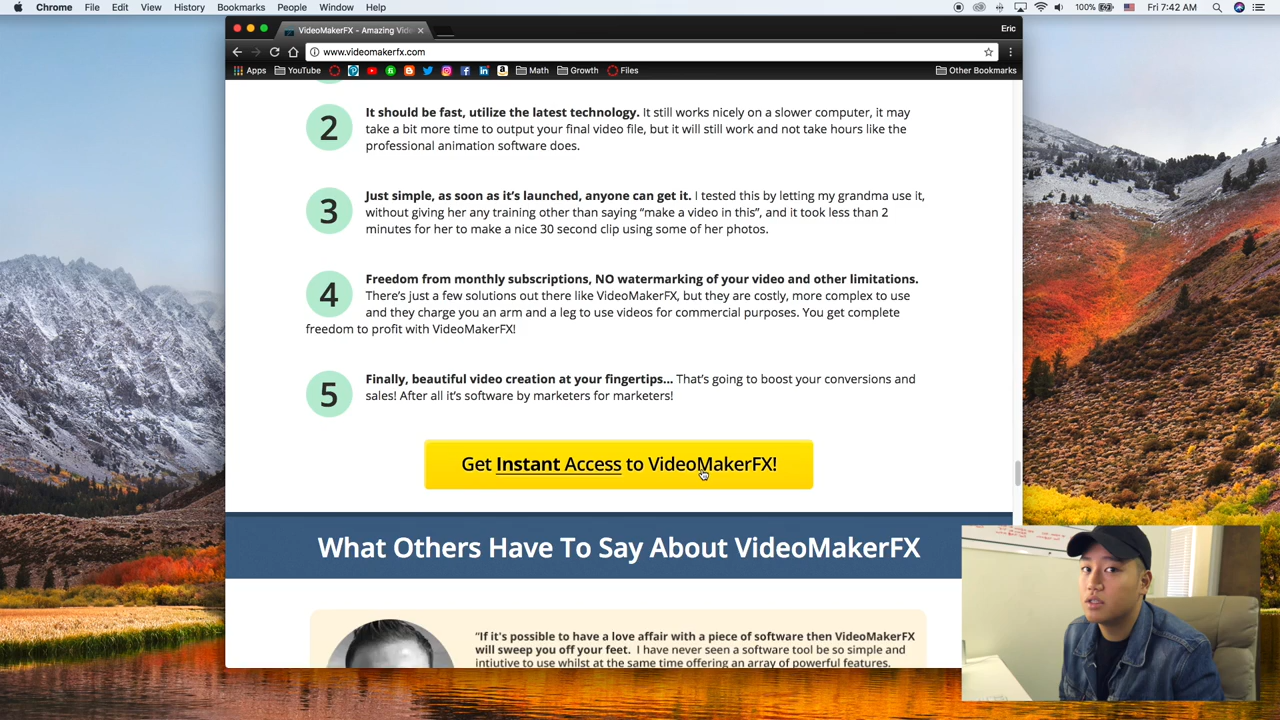 Chrome File Edit View History Bookmarks People Window Help 100% Fri 7:42 AM
VideoMakerFX - Amazing Vide
Eric
www.videomakerfx.com
Apps YouTube Math Growth Files Other Bookmarks
2
It should be fast, utilize the latest technology. It still works nicely on a slower computer, it may
take a bit more time to output your final video file, but it will still work and not take hours like the
professional animation software does.
3
Just simple, as soon as it's launched, anyone can get it. I tested this by letting my grandma use it,
without giving her any training other than saying “make a video in this”, and it took less than 2
minutes for her to make a nice 30 second clip using some of her photos.
4
Freedom from monthly subscriptions, NO watermarking of your video and other limitations.
There's just a few solutions out there like VideoMakerFX, but they are costly, more complex to use
and they charge you an arm and a leg to use videos for commercial purposes. You get complete
freedom to profit with VideoMakerFX!
5
Finally, beautiful video creation at your fingertips... That's going to boost your conversions and
sales! After all it's software by marketers for marketers!
Get Instant Access to VideoMakerFX!
What Others Have To Say About VideoMakerFX
"If it's possible to have a love affair with a piece of software then VideoMakerFX
will sweep you off your feet. I have never seen a software tool be so simple and
intiutive to use whilst at the same time offering an array of powerful features.